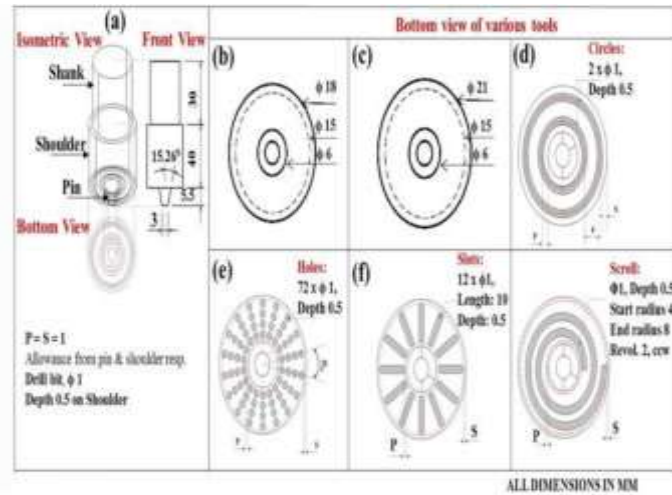 Bottom view of various tools
(a)
Isometric View
Front View
Shank
Shoulder
Pin
30
40
15.26°
5.5
3
Bottom View
P = S = 1
Allowance from pin & shoulder resp.
Drill bit, ϕ 1
Depth 0.5 on Shoulder
(b)
ϕ 18
ϕ 15
ϕ 6
(c)
ϕ 21
ϕ 15
ϕ 6
(d)
Circles:
2 x ϕ 1,
Depth 0.5
(e)
Holes:
72 x ϕ 1,
Depth 0.5
(f)
Slots:
12 x ϕ1,
Length: 10
Depth: 0.5
P
S
Scroll:
Φ1, Depth 0.5
Start radius 4
End radius 8
Revol. 2, ccw
P
S
ALL DIMENSIONS IN MM